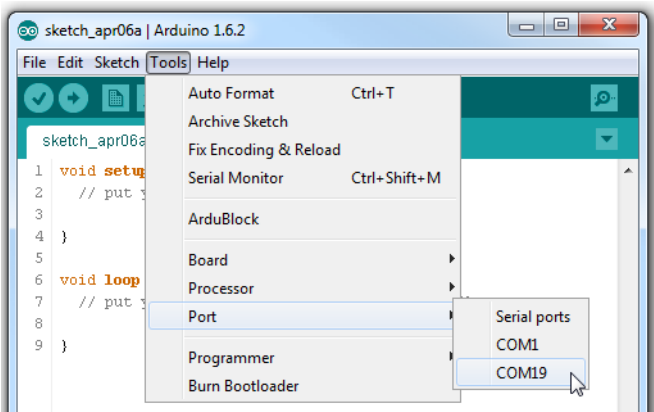 sketch_apr06a | Arduino 1.6.2
File Edit Sketch Tools Help
sketch_apr06a
Auto Format Ctrl+T
Archive Sketch
Fix Encoding & Reload
Serial Monitor Ctrl+Shift+M
ArduBlock
Board
Processor
Port
Programmer
Burn Bootloader
Serial ports
COM1
COM19
1 void setup
2 // put
3
4 }
5
6 void loop
7 // put
8
9 }